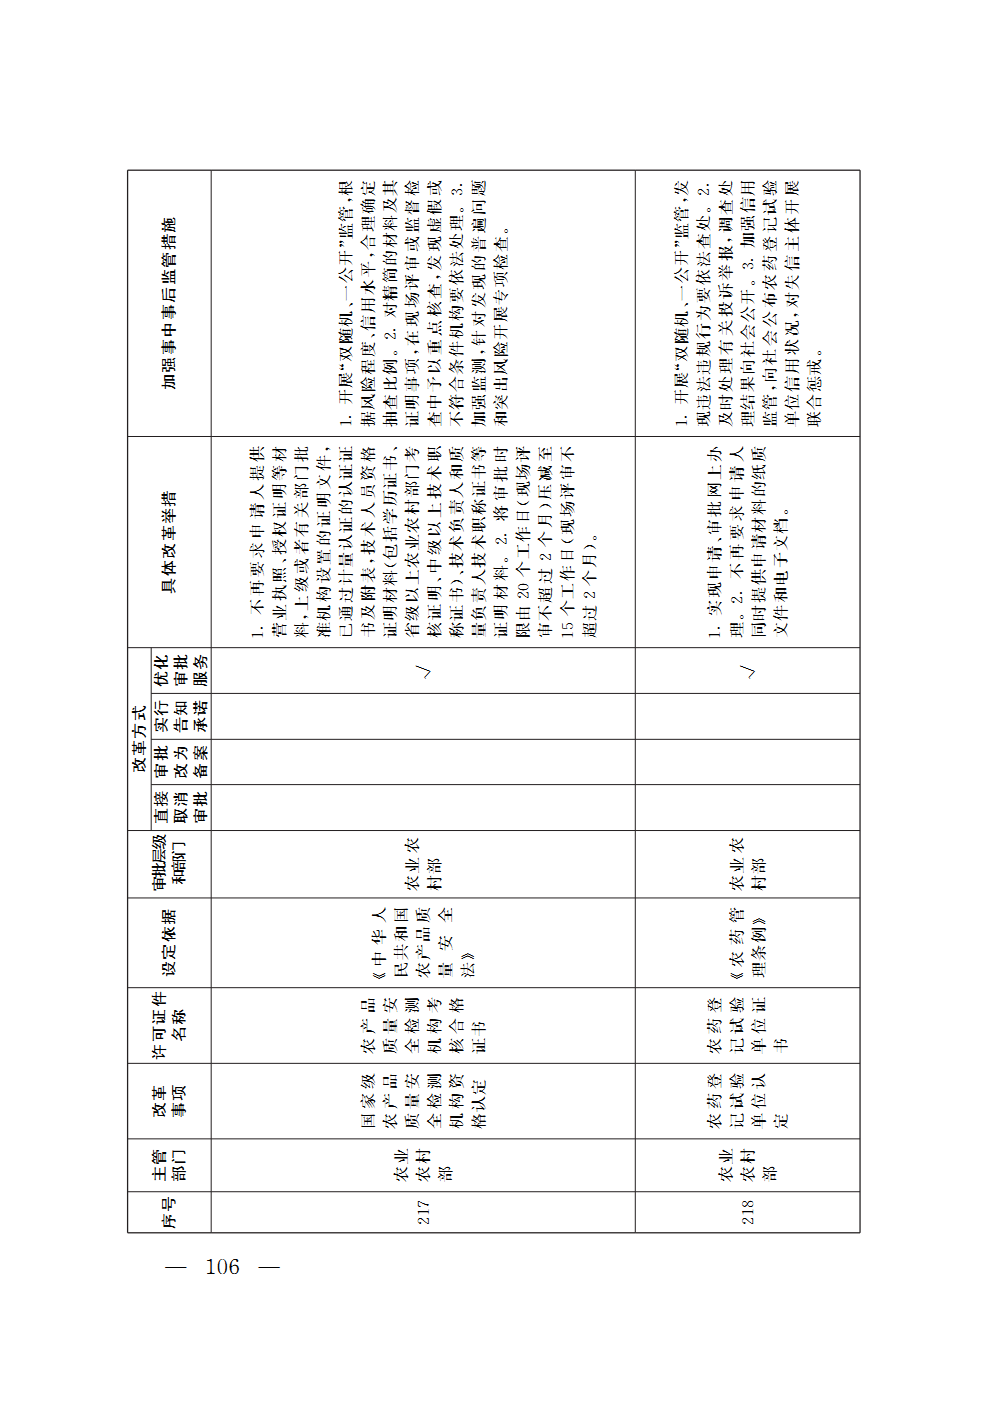 序号
主管
部门
改革
事项
许可证件
名称
设定依据
审批层级
和部门
改革方式
直接
取消
审批
审批
改为
备案
实行
告知
承诺
优化
审批
服务
具体改革举措
加强事中事后监管措施
217
农业
农村
部
国家级
农产品
质量安
全检测
机构资
格认定
农产品
质量安
全检测
机构考
核合格
证书
《中华人
民共和国
农产品质
量安全
法》
农业农
村部
√
1. 不再要求申请人提供
营业执照、授权证明等材
料,上级或者有关部门批
准机构设置的证明文件,
已通过计量认证的认证证
书及附表,技术人员资格
证明材料(包括学历证书、
省级以上农业农村部门考
核证明、中级以上技术职
称证书)、技术负责人和质
量负责人技术职称证书等
证明材料。2. 将审批时
限由 20 个工作日(现场评
审不超过 2 个月)压减至
15 个工作日(现场评审不
超过 2 个月)。
1. 开展“双随机、一公开”监管,根
据风险程度、信用水平,合理确定
抽查比例。2. 对精简的材料及其
证明事项,在现场评审或监督检
查中予以重点核查,发现虚假或
不符合条件机构要依法处理。3.
加强监测,针对发现的普遍问题
和突出风险开展专项检查。
218
农业
农村
部
农药登
记试验
单位认
定
农药登
记试验
单位证
书
《农药管
理条例》
农业农
村部
√
1. 实现申请、审批网上办
理。2. 不再要求申请人
同时提供申请材料的纸质
文件和电子文档。
1. 开展“双随机、一公开”监管,发
现违法违规行为要依法查处。2.
及时处理有关投诉举报,调查处
理结果向社会公开。3. 加强信用
监管,向社会公布农药登记试验
单位信用状况,对失信主体开展
联合惩戒。
— 106 —